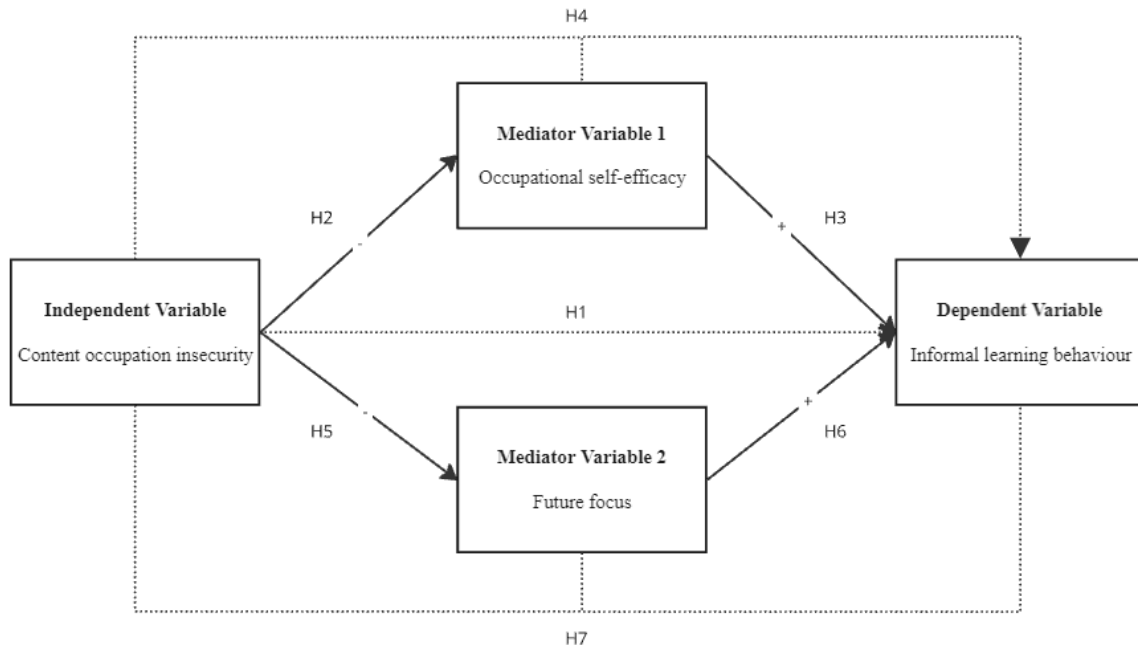 H4
Mediator Variable 1
Occupational self-efficacy
H2
-
+
H3
Independent Variable
Content occupation insecurity
H1
Dependent Variable
Informal learning behaviour
H5
-
+
H6
Mediator Variable 2
Future focus
H7